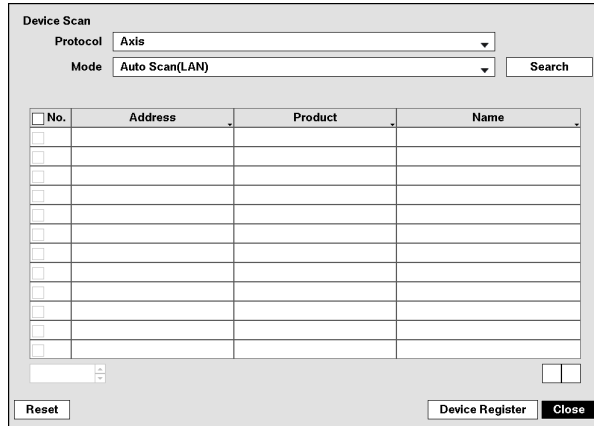 Device Scan
Protocol Axis
Mode Auto Scan(LAN) Search
No. Address Product Name
Reset Device Register Close